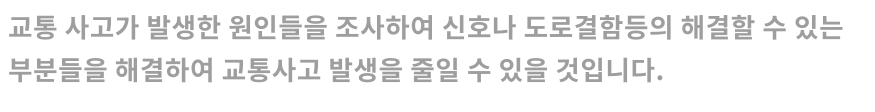 교통 사고가 발생한 원인들을 조사하여 신호나 도로결함등의 해결할 수 있는
부분들을 해결하여 교통사고 발생을 줄일 수 있을 것입니다.